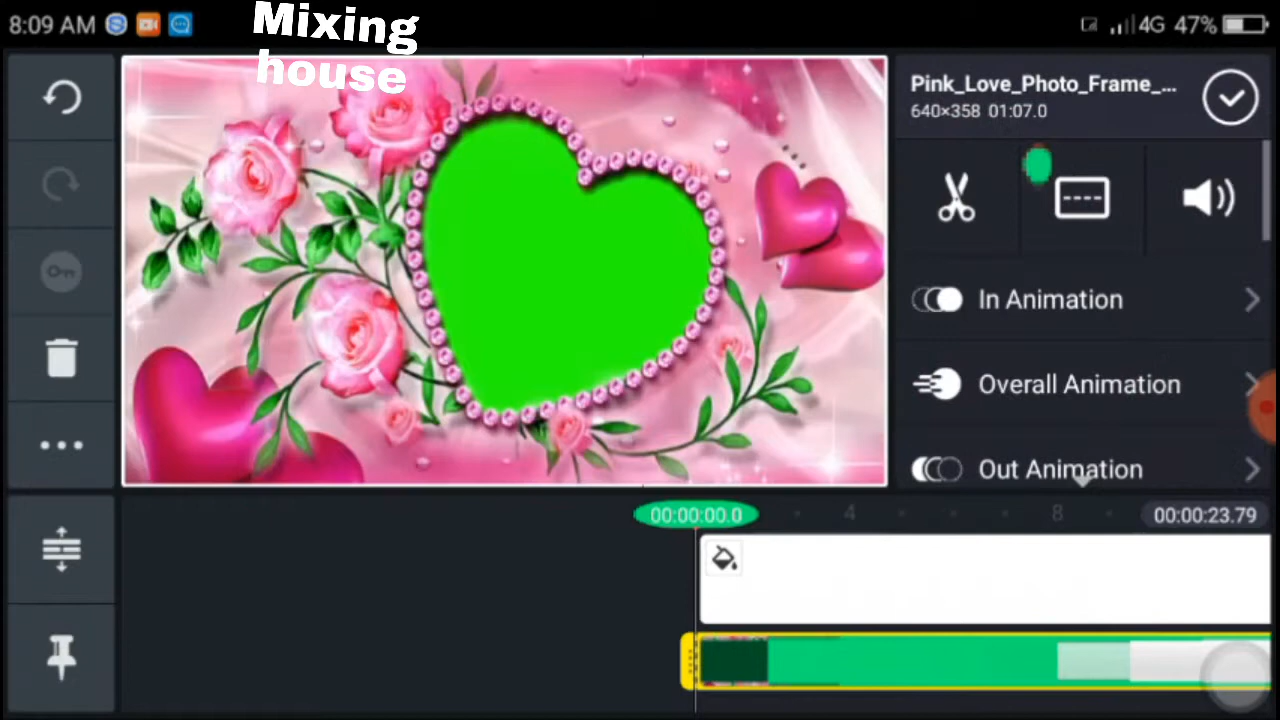 8:09 AM
Mixing
house
4G 47%
Pink_Love_Photo_Frame_...
640×358 01:07.0
In Animation
Overall Animation
Out Animation
00:00:00.0
4
8
00:00:23.79